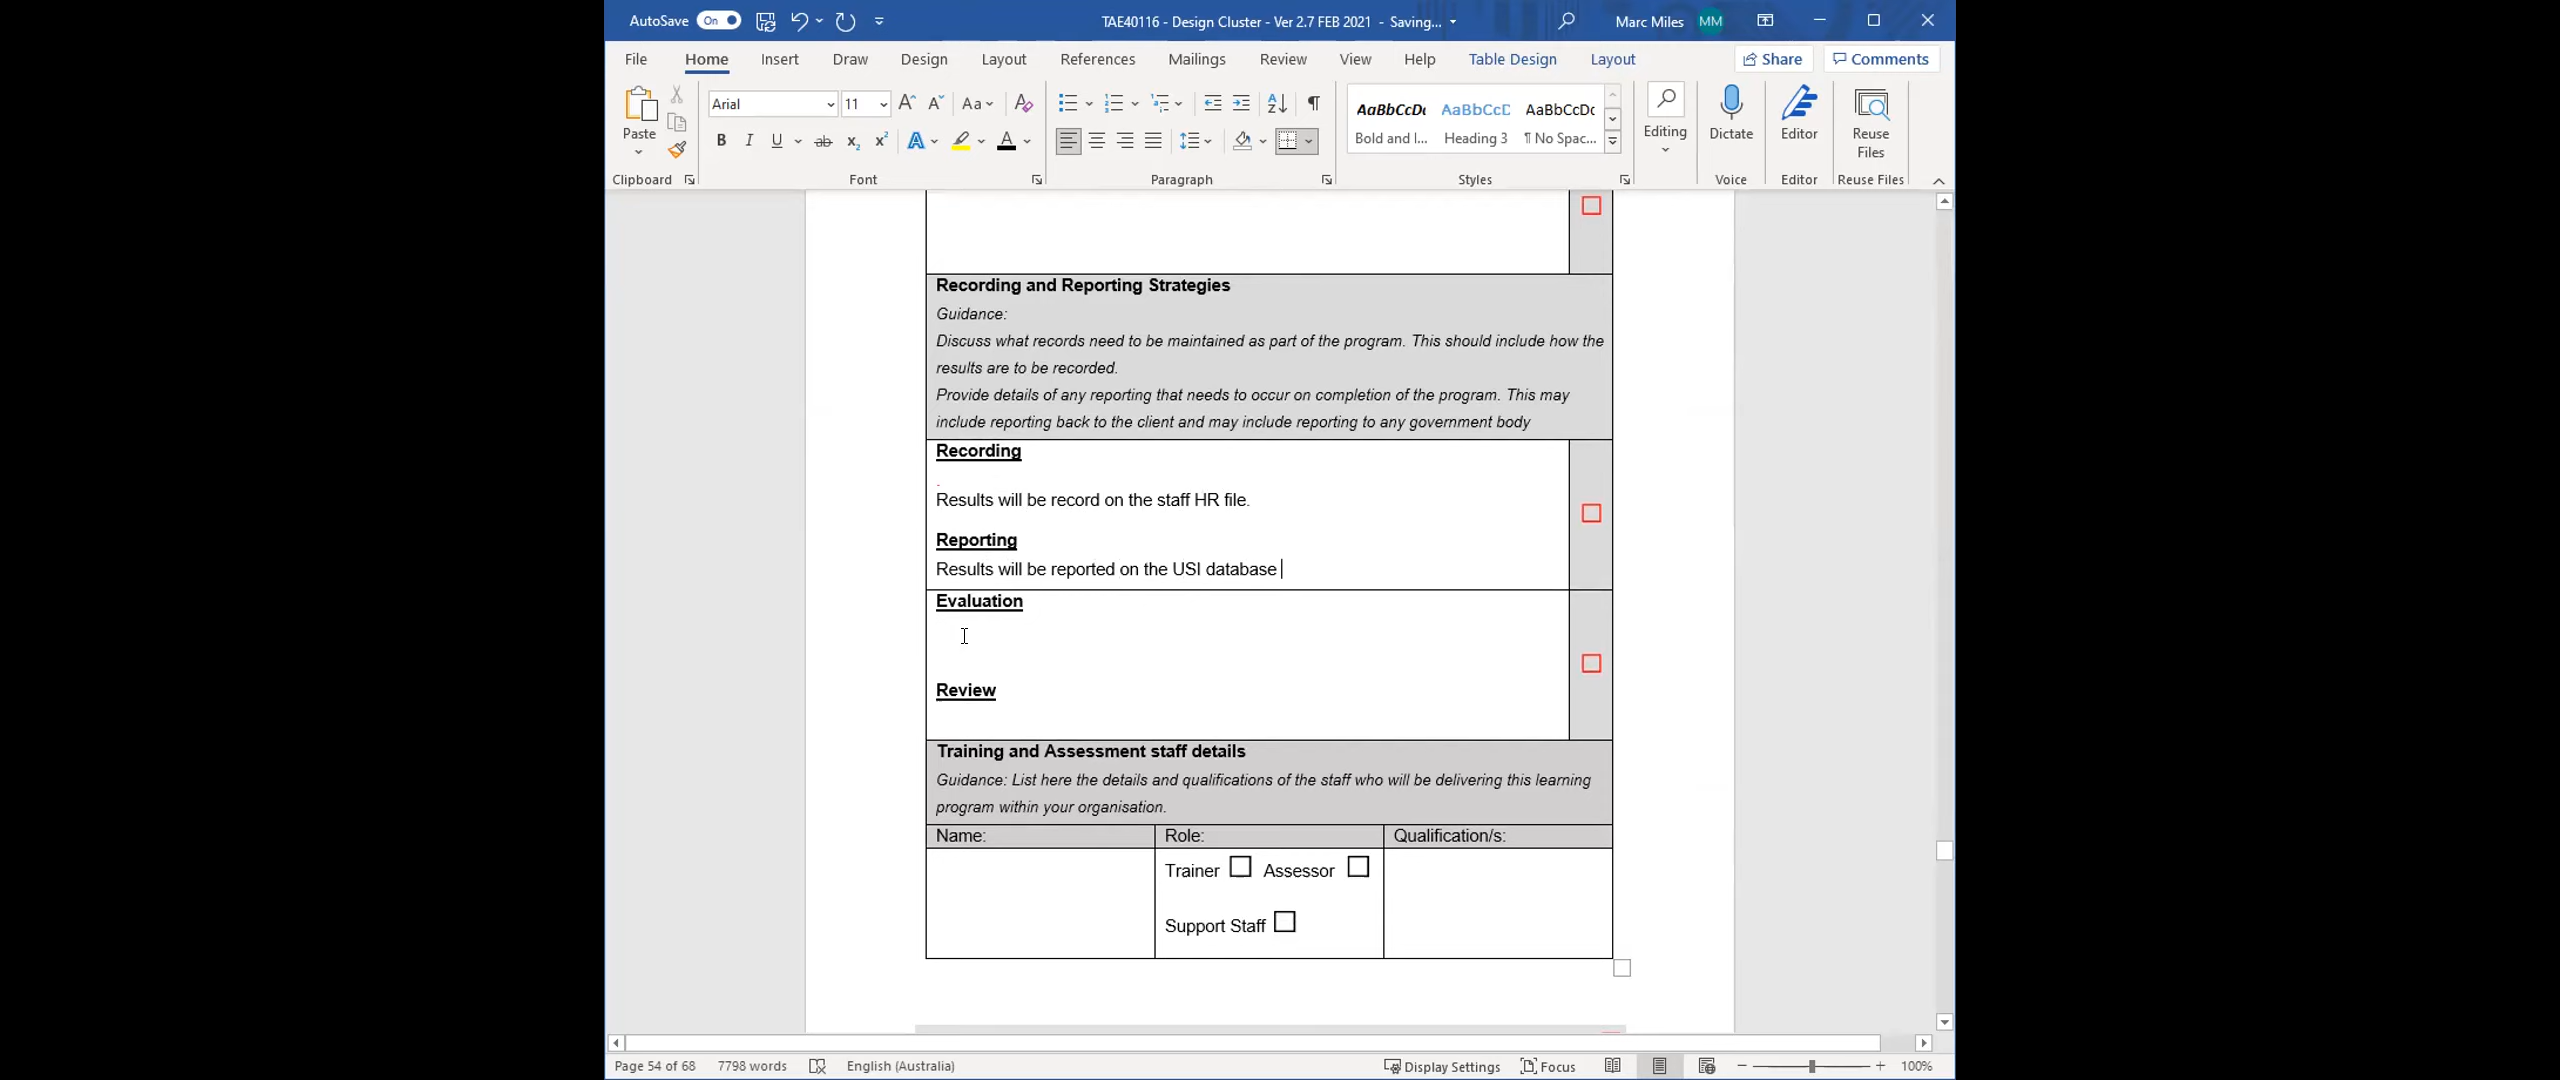 AutoSave On TAE40116 - Design Cluster - Ver 2.7 FEB 2021 - Saving... Marc Miles MM
File Home Insert Draw Design Layout References Mailings Review View Help Table Design Layout Share Comments
Paste Arial 11 Aa AaBbCcDc AaBbCcD AaBbCcDc Editing Dictate Editor Reuse Files
B I U ab x₂ x² A A Bold and I... Heading 3 ¶ No Spac...
Clipboard Font Paragraph Styles Voice Editor Reuse Files
Recording and Reporting Strategies
Guidance:
Discuss what records need to be maintained as part of the program. This should include how the
results are to be recorded.
Provide details of any reporting that needs to occur on completion of the program. This may
include reporting back to the client and may include reporting to any government body
Recording
.
Results will be record on the staff HR file.
Reporting
Results will be reported on the USI database
Evaluation
Review
Training and Assessment staff details
Guidance: List here the details and qualifications of the staff who will be delivering this learning
program within your organisation.
Name: Role: Qualification/s:
Trainer Assessor
Support Staff
Page 54 of 68 7798 words English (Australia) Display Settings Focus 100%